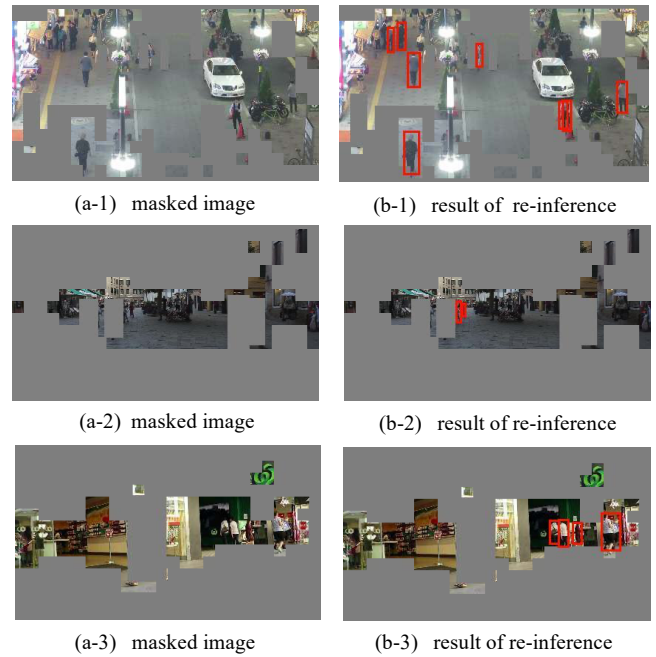 (a-1) masked image
(b-1) result of re-inference
(a-2) masked image
(b-2) result of re-inference
(a-3) masked image
(b-3) result of re-inference